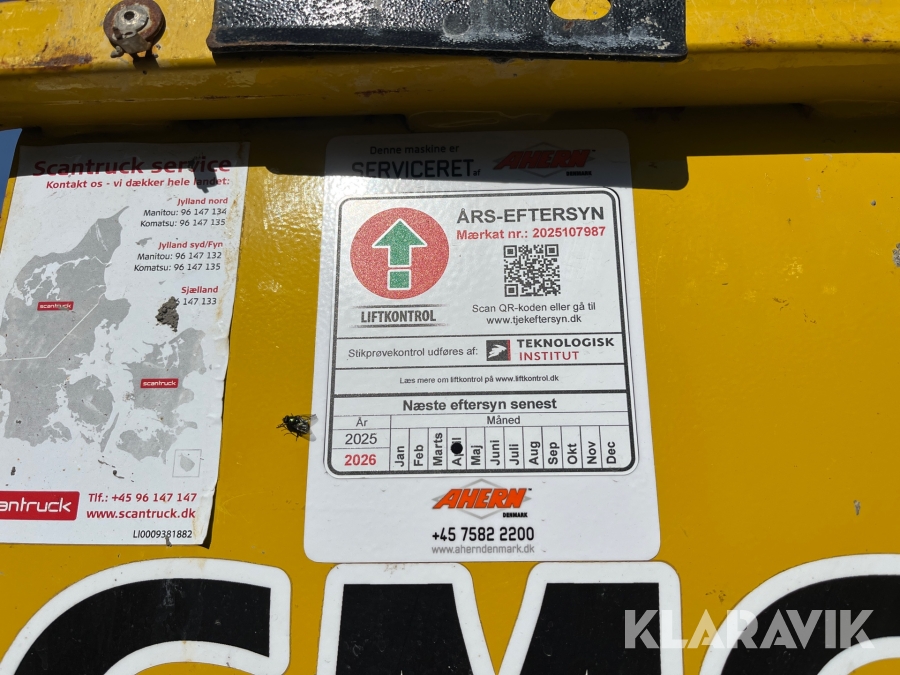 Scantruck service
Kontakt os - vi dækker hele landet:
Jylland nord
Manitou: 96 147 134
Komatsu: 96 147 135
Jylland syd/Fyn
Manitou: 96 147 132
Komatsu: 96 147 135
Sjælland
147 133
scantruck
scantruck
antruck
Tlf.: +45 96 147 147
www.scantruck.dk
LI0009381882
Denne maskine er
SERVICERET af AHERN
DENMARK
ÅRS-EFTERSYN
Mærkat nr.: 2025107987
LIFTKONTROL
Scan QR-koden eller gå til
www.tjekeftersyn.dk
Stikprøvekontrol udføres af: TEKNOLOGISK
INSTITUT
Læs mere om liftkontrol på www.liftkontrol.dk
Næste eftersyn senest
År Måned
2025
2026
Jan Feb Marts April Maj Juni Juli Aug Sep Okt Nov Dec
AHERN
DENMARK
+45 7582 2200
www.aherndenmark.dk
KLARAVIK